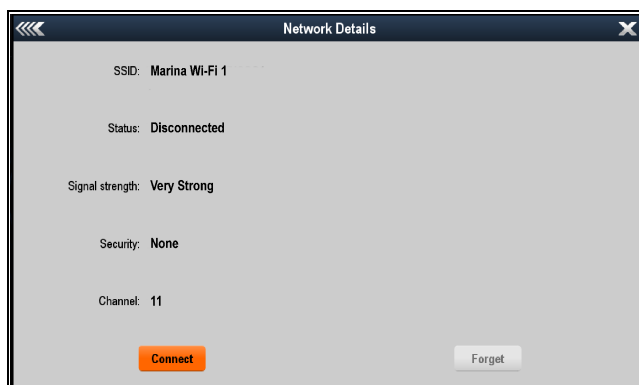 Network Details
SSID: Marina Wi-Fi 1
Status: Disconnected
Signal strength: Very Strong
Security: None
Channel: 11
Connect Forget